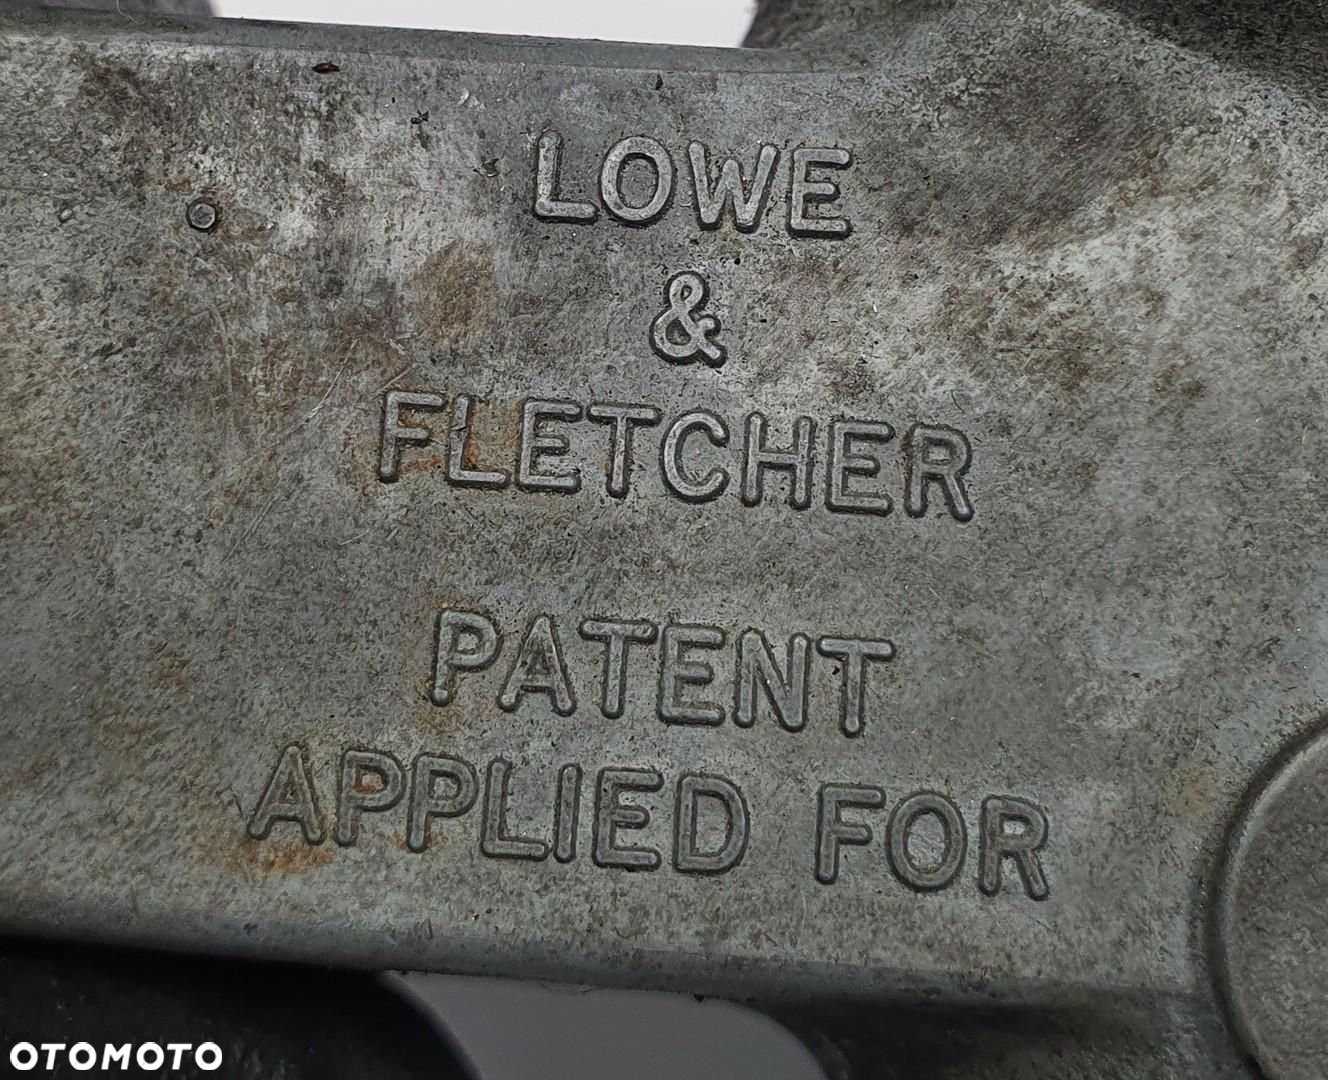 LOWE
&
FLETCHER
PATENT
APPLIED FOR
OTOMOTO